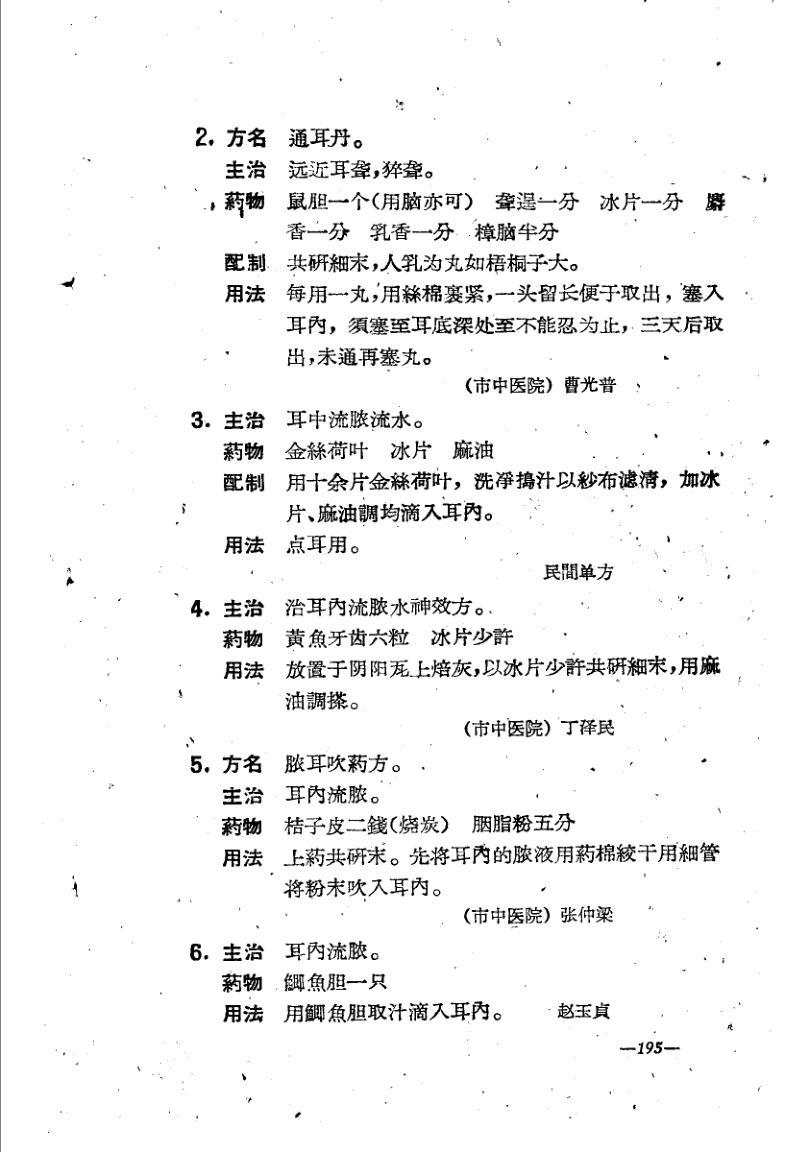 2. 方名 通耳丹。
主治 远近耳聋,猝聋。
葯物 鼠胆一个(用脑亦可) 聋逞一分 冰片一分 麝
香一分 乳香一分 樟脑半分
配制 共研細末,人乳为丸如梧桐子大。
用法 每用一丸,用絲棉裹紧,一头留长便于取出,塞入
耳內,須塞至耳底深处至不能忍为止,三天后取
出,未通再塞丸。
(市中医院) 曹光普
3. 主治 耳中流脓流水。
葯物 金絲荷叶 冰片 麻油
配制 用十余片金絲荷叶,洗淨搗汁以紗布滤清,加冰
片、麻油調均滴入耳內。
用法 点耳用。
民間单方
4. 主治 治耳內流脓水神效方。
葯物 黃魚牙齿六粒 冰片少許
用法 放置于阴阳瓦上焙灰,以冰片少許共研細末,用麻
油調搽。
(市中医院) 丁泽民
5. 方名 脓耳吹葯方。
主治 耳內流脓。
葯物 桔子皮二錢(烧炭) 胭脂粉五分
用法 上葯共研末。先将耳內的脓液用葯棉絞干用細管
将粉末吹入耳內。
(市中医院) 张仲梁
6. 主治 耳內流脓。
葯物 鯽魚胆一只
用法 用鯽魚胆取汁滴入耳內。 赵玉貞
—195—